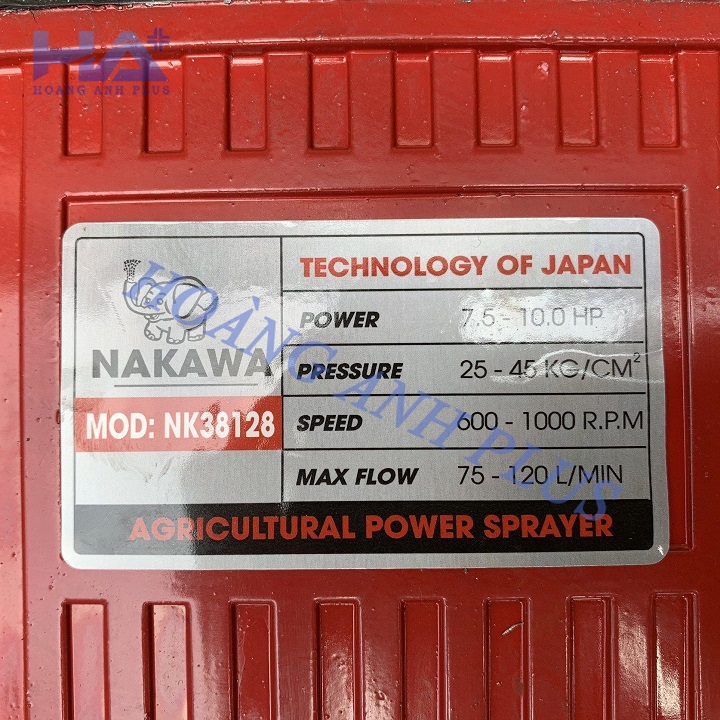 HA+
HOANG ANH PLUS
NAKAWA
MOD: NK38128
TECHNOLOGY OF JAPAN
POWER 7.5 - 10.0 HP
PRESSURE 25 - 45 KG/CM²
SPEED 600 - 1000 R.P.M
MAX FLOW 75 - 120 L/MIN
AGRICULTURAL POWER SPRAYER
HOÀNG ANH PLUS